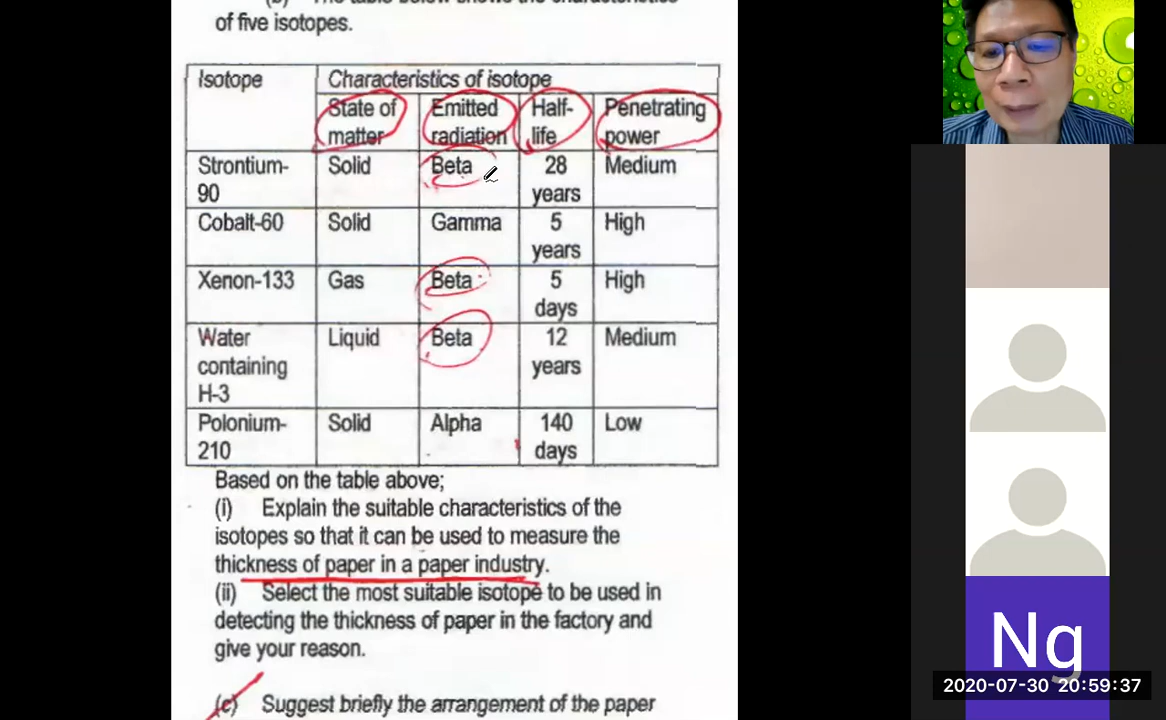 of five isotopes.
Isotope Characteristics of isotope
State of matter Emitted radiation Half-life Penetrating power
Strontium-90 Solid Beta 28 years Medium
Cobalt-60 Solid Gamma 5 years High
Xenon-133 Gas Beta 5 days High
Water containing H-3 Liquid Beta 12 years Medium
Polonium-210 Solid Alpha 140 days Low
Based on the table above;
(i) Explain the suitable characteristics of the
isotopes so that it can be used to measure the
thickness of paper in a paper industry.
(ii) Select the most suitable isotope to be used in
detecting the thickness of paper in the factory and
give your reason.
(c) Suggest briefly the arrangement of the paper
Ng
2020-07-30 20:59:37